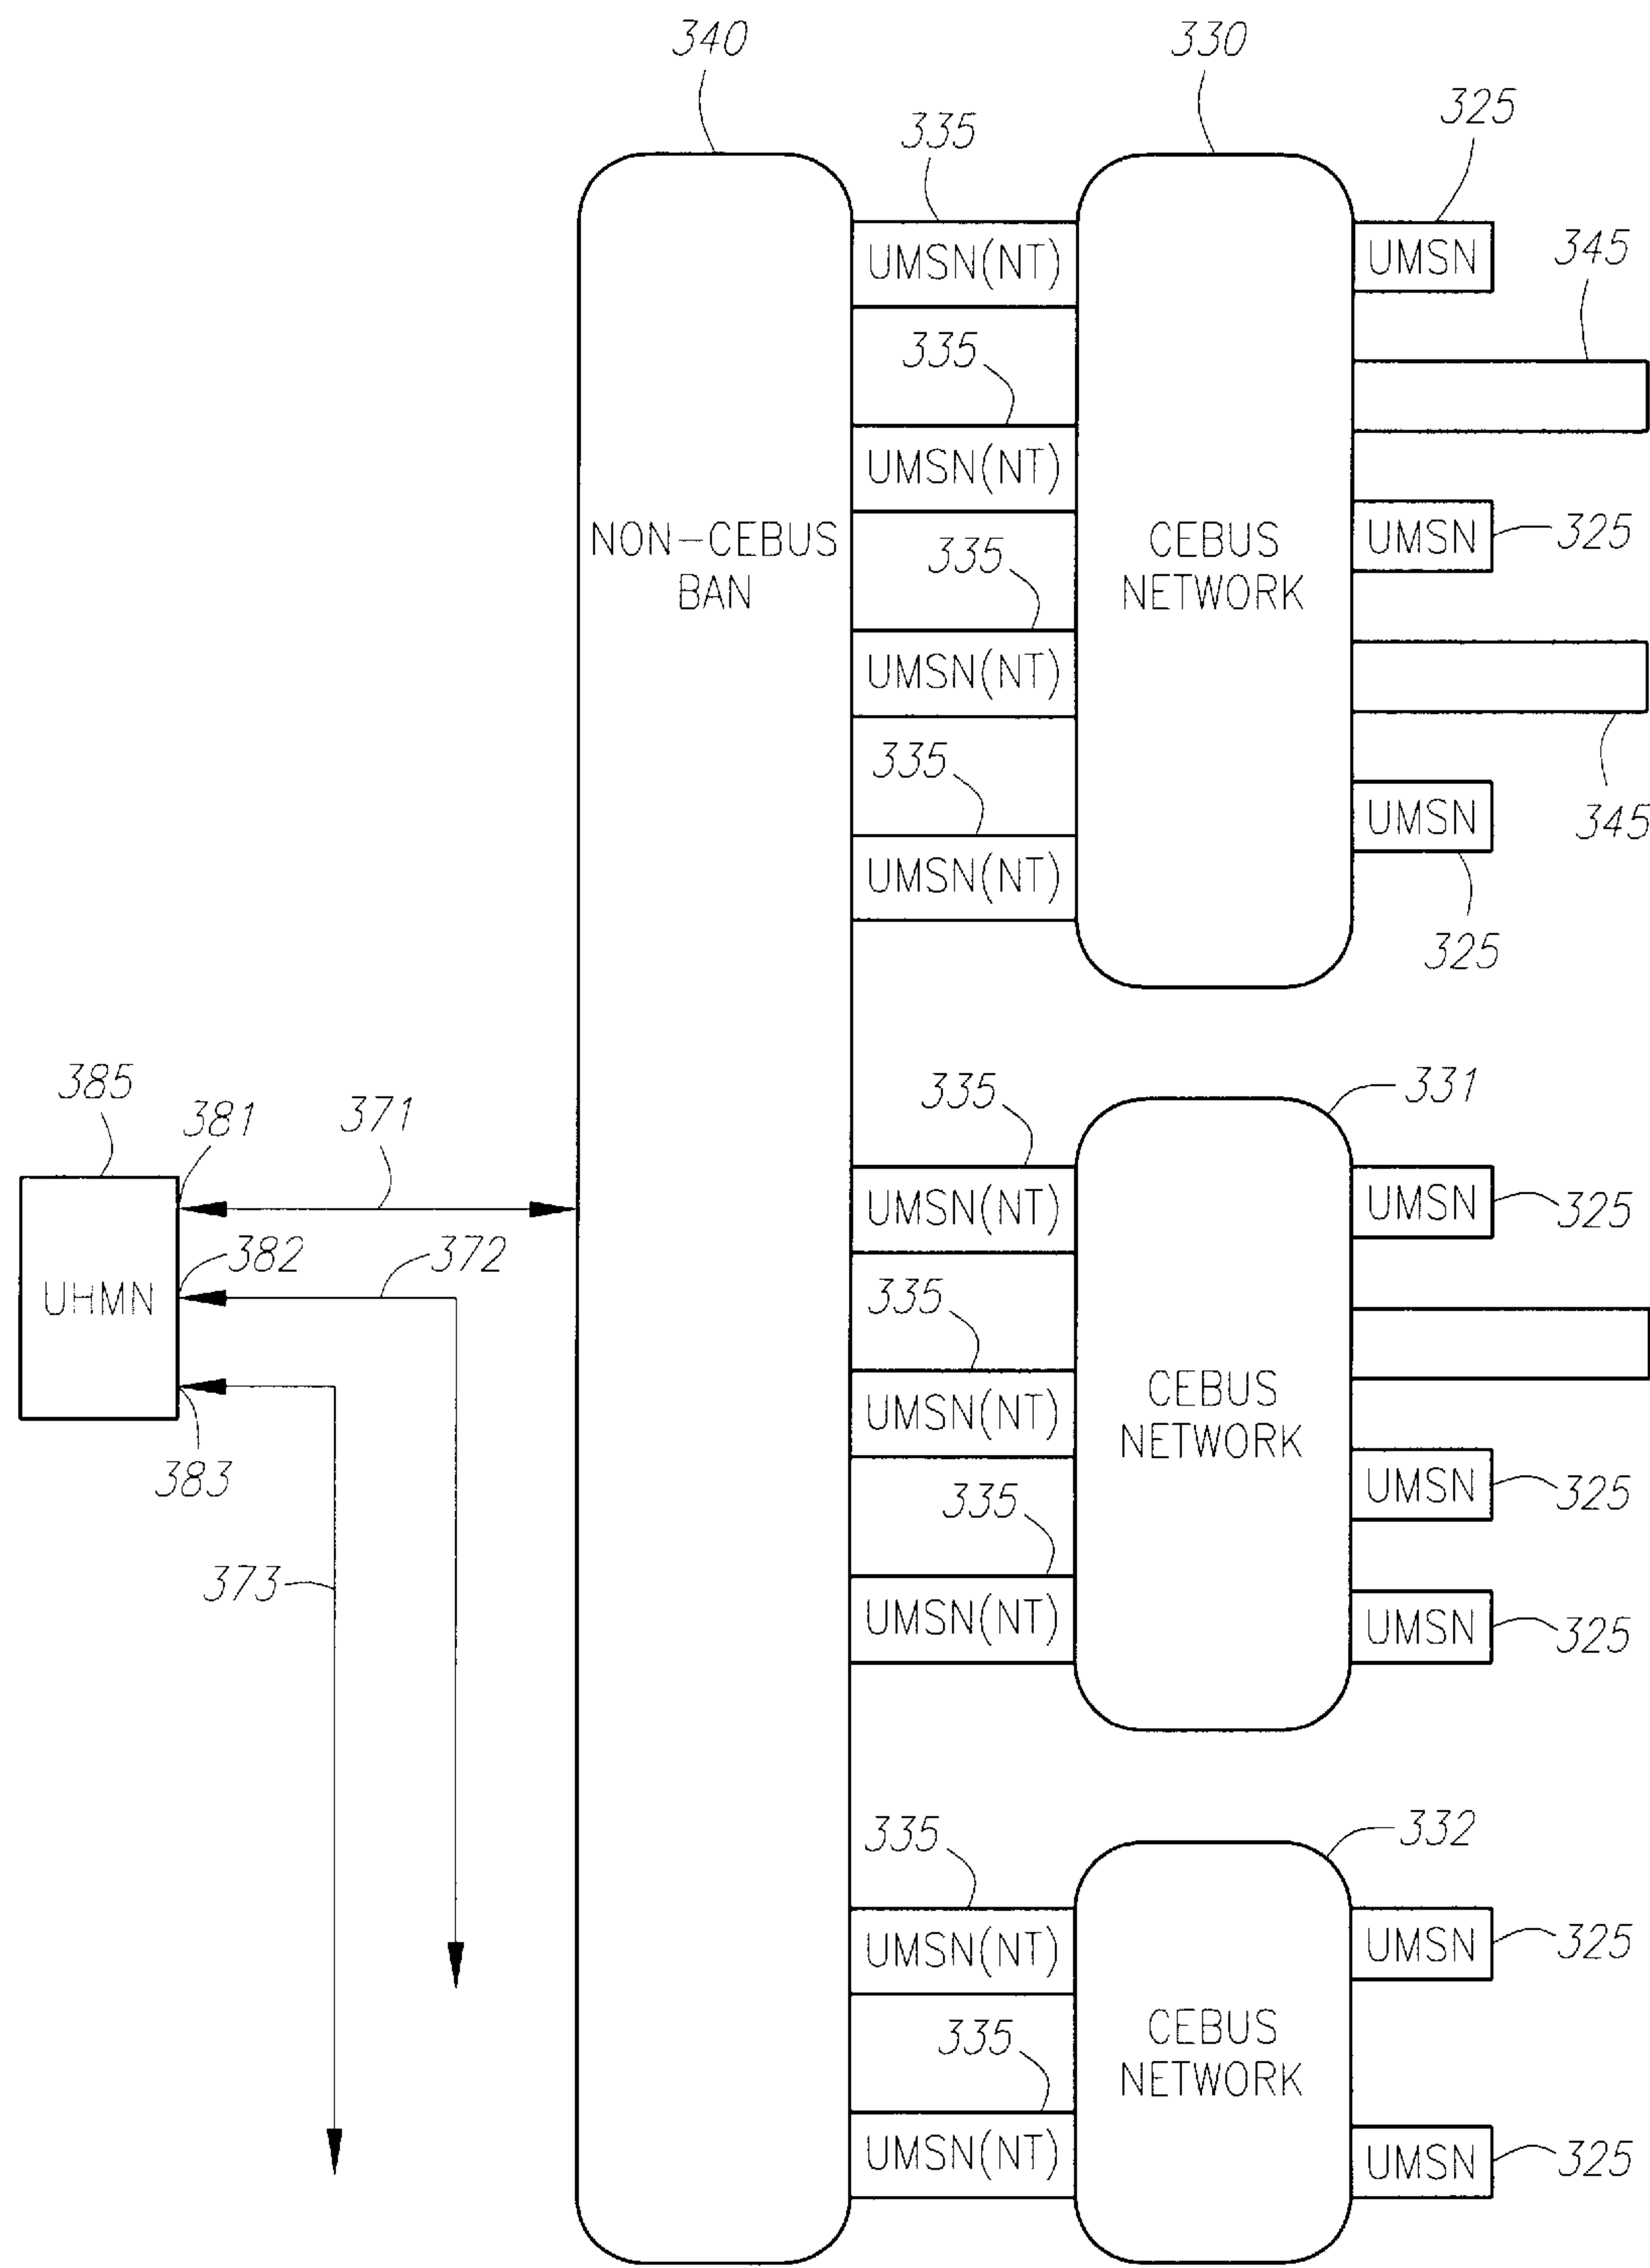 340
330
335
325
UMSN(NT)
UMSN
345
335
UMSN(NT)
NON-CEBUS
BAN
CEBUS
NETWORK
UMSN
325
335
UMSN(NT)
335
345
UMSN
UMSN(NT)
325
385
381
371
335
331
UMSN(NT)
UMSN
325
382
372
UHMN
335
CEBUS
NETWORK
UMSN(NT)
383
335
UMSN
325
373
UMSN(NT)
UMSN
325
335
332
UMSN(NT)
UMSN
325
335
CEBUS
NETWORK
UMSN(NT)
UMSN
325